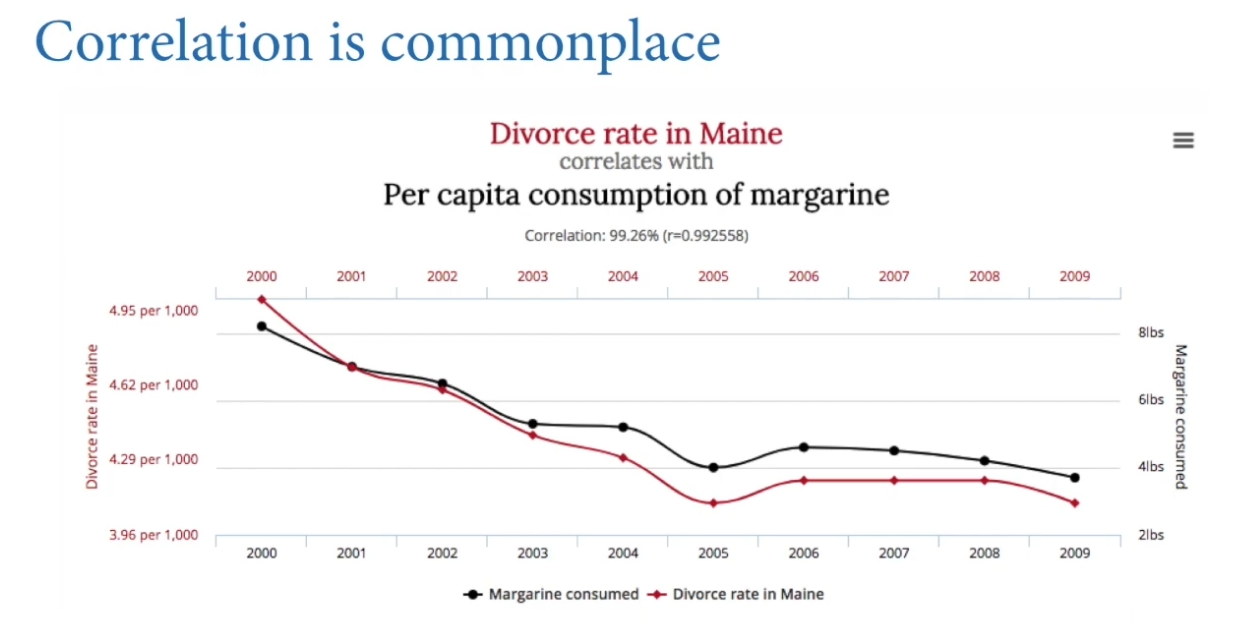 Correlation is commonplace
Divorce rate in Maine
correlates with
Per capita consumption of margarine
Correlation: 99.26% (r=0.992558)
2000 2001 2002 2003 2004 2005 2006 2007 2008 2009
Divorce rate in Maine
4.95 per 1,000
4.62 per 1,000
4.29 per 1,000
3.96 per 1,000
8lbs
6lbs
4lbs
2lbs
Margarine consumed
2000 2001 2002 2003 2004 2005 2006 2007 2008 2009
Margarine consumed Divorce rate in Maine